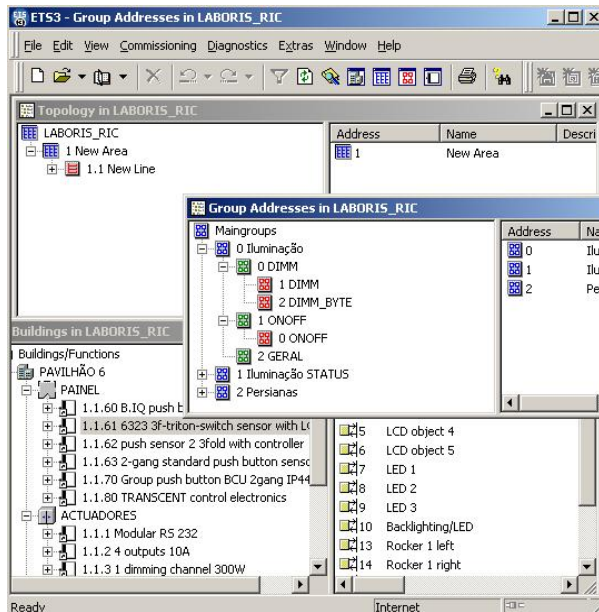 ETS3 - Group Addresses in LABORIS_RIC
File Edit View Commissioning Diagnostics Extras Window Help
Topology in LABORIS_RIC
LABORIS_RIC
1 New Area
1.1 New Line
Address Name Descri
1 New Area
Group Addresses in LABORIS_RIC
Maingroups
0 Iluminação
0 DIMM
1 DIMM
2 DIMM_BYTE
1 ONOFF
0 ONOFF
2 GERAL
1 Iluminação STATUS
2 Persianas
Address Na
0 Ilu
1 Ilu
2 Pe
Buildings in LABORIS_RIC
Buildings/Functions
PAVILHÃO 6
PAINEL
1.1.60 B.IQ push b
1.1.61 6323 3f-triton-switch sensor with LC
1.1.62 push sensor 2 3fold with controller
1.1.63 2-gang standard push button senso
1.1.70 Group push button BCU 2gang IP44
1.1.80 TRANSCENT control electronics
ACTUADORES
1.1.1 Modular RS 232
1.1.2 4 outputs 10A
1.1.3 1 dimming channel 300W
5 LCD object 4
6 LCD object 5
7 LED 1
8 LED 2
9 LED 3
10 Backlighting/LED
13 Rocker 1 left
14 Rocker 1 right
Ready Internet